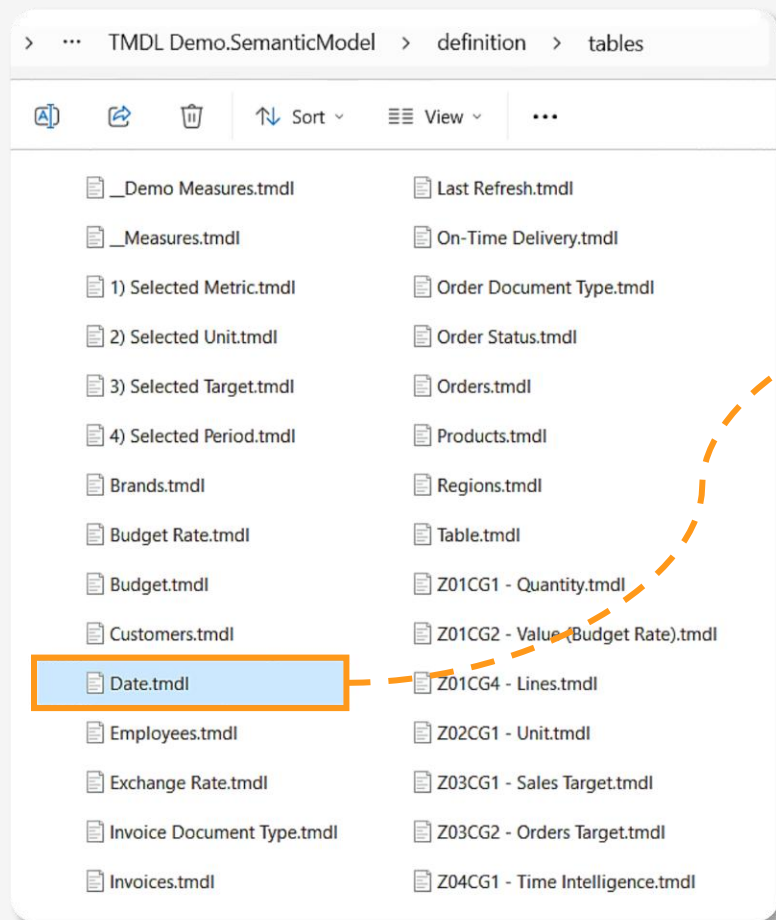 > ... TMDL Demo.SemanticModel > definition > tables
Sort View ...
__Demo Measures.tmdl
__Measures.tmdl
1) Selected Metric.tmdl
2) Selected Unit.tmdl
3) Selected Target.tmdl
4) Selected Period.tmdl
Brands.tmdl
Budget Rate.tmdl
Budget.tmdl
Customers.tmdl
Date.tmdl
Employees.tmdl
Exchange Rate.tmdl
Invoice Document Type.tmdl
Invoices.tmdl
Last Refresh.tmdl
On-Time Delivery.tmdl
Order Document Type.tmdl
Order Status.tmdl
Orders.tmdl
Products.tmdl
Regions.tmdl
Table.tmdl
Z01CG1 - Quantity.tmdl
Z01CG2 - Value (Budget Rate).tmdl
Z01CG4 - Lines.tmdl
Z02CG1 - Unit.tmdl
Z03CG1 - Sales Target.tmdl
Z03CG2 - Orders Target.tmdl
Z04CG1 - Time Intelligence.tmdl